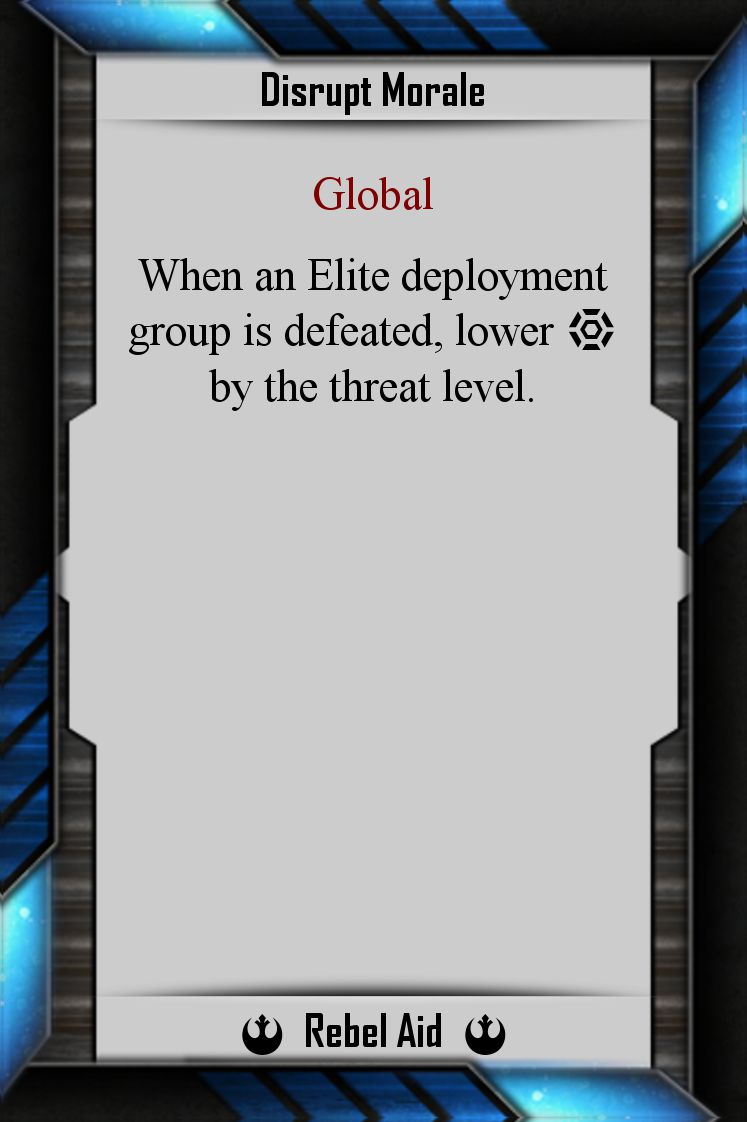 Disrupt Morale
Global
When an Elite deployment
group is defeated, lower
by the threat level.
Rebel Aid